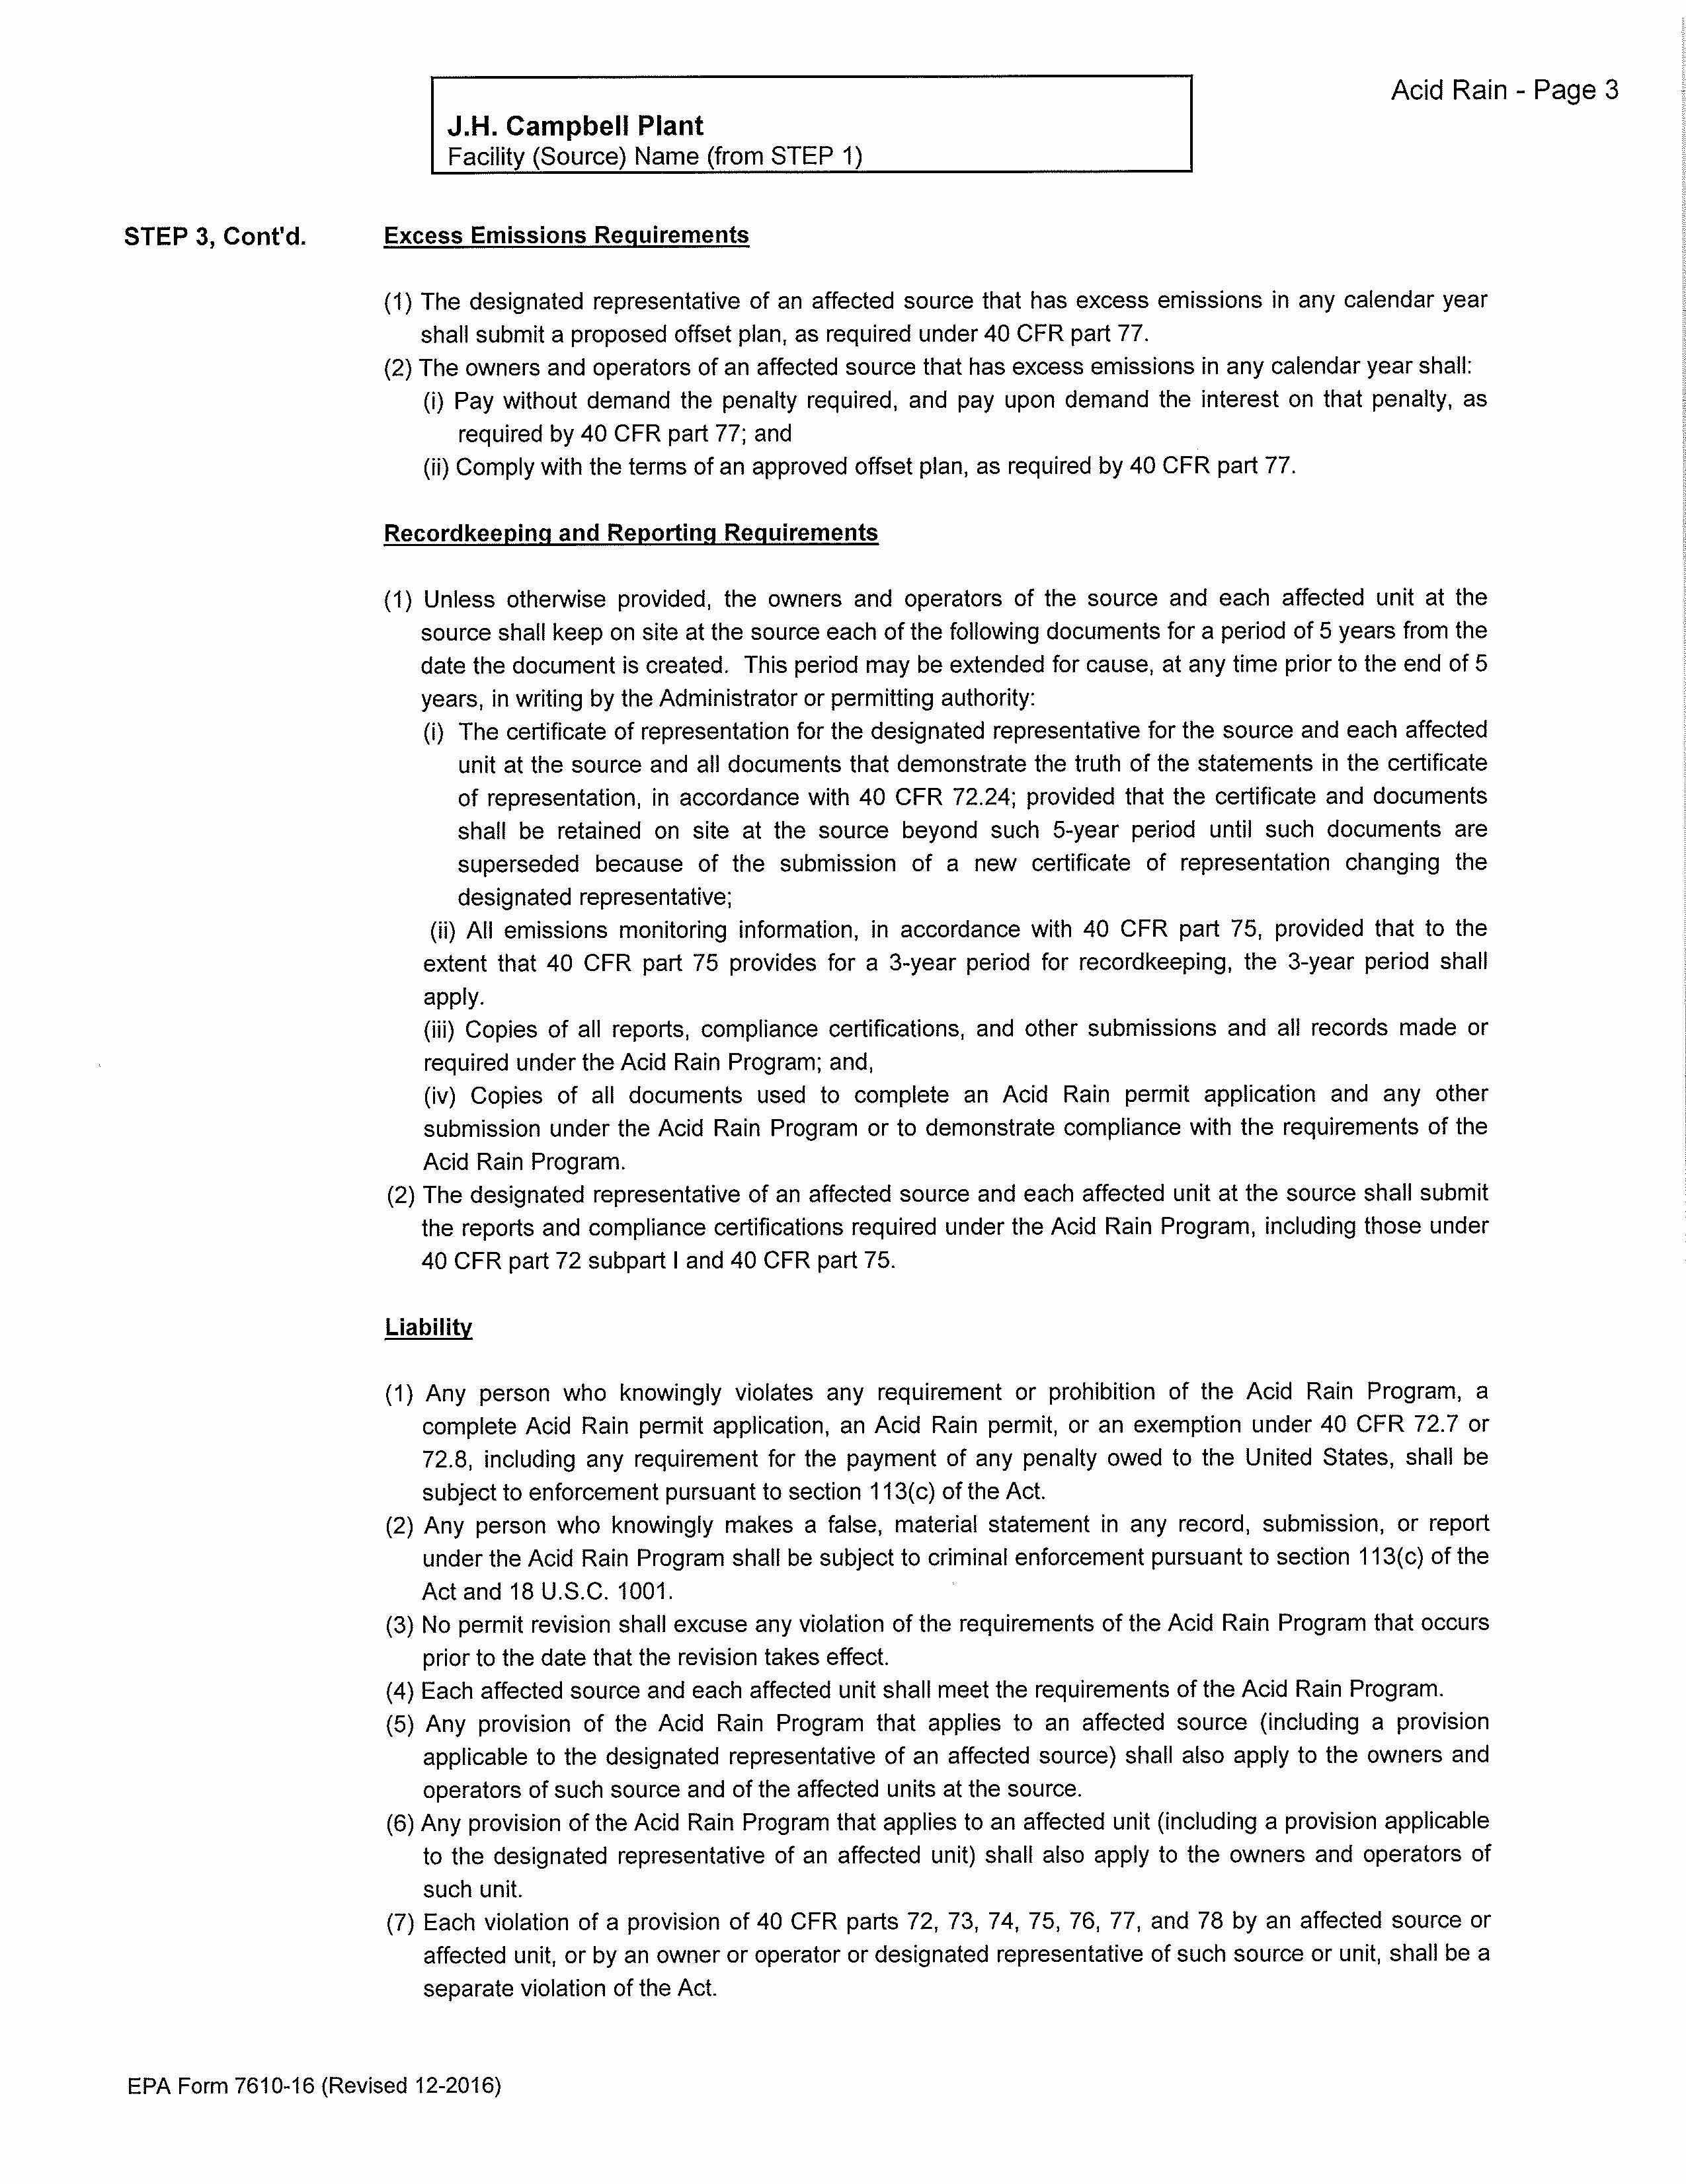 Acid Rain - Page 3
J.H. Campbell Plant
Facility (Source) Name (from STEP 1)
STEP 3, Cont'd.
Excess Emissions Requirements
(1) The designated representative of an affected source that has excess emissions in any calendar year
shall submit a proposed offset plan, as required under 40 CFR part 77.
(2) The owners and operators of an affected source that has excess emissions in any calendar year shall:
(i) Pay without demand the penalty required, and pay upon demand the interest on that penalty, as
required by 40 CFR part 77; and
(ii) Comply with the terms of an approved offset plan, as required by 40 CFR part 77.
Recordkeeping and Reporting Requirements
(1) Unless otherwise provided, the owners and operators of the source and each affected unit at the
source shall keep on site at the source each of the following documents for a period of 5 years from the
date the document is created. This period may be extended for cause, at any time prior to the end of 5
years, in writing by the Administrator or permitting authority:
(i) The certificate of representation for the designated representative for the source and each affected
unit at the source and all documents that demonstrate the truth of the statements in the certificate
of representation, in accordance with 40 CFR 72.24; provided that the certificate and documents
shall be retained on site at the source beyond such 5-year period until such documents are
superseded because of the submission of a new certificate of representation changing the
designated representative;
(ii) All emissions monitoring information, in accordance with 40 CFR part 75, provided that to the
extent that 40 CFR part 75 provides for a 3-year period for recordkeeping, the 3-year period shall
apply.
(iii) Copies of all reports, compliance certifications, and other submissions and all records made or
required under the Acid Rain Program; and,
(iv) Copies of all documents used to complete an Acid Rain permit application and any other
submission under the Acid Rain Program or to demonstrate compliance with the requirements of the
Acid Rain Program.
(2) The designated representative of an affected source and each affected unit at the source shall submit
the reports and compliance certifications required under the Acid Rain Program, including those under
40 CFR part 72 subpart I and 40 CFR part 75.
Liability
(1) Any person who knowingly violates any requirement or prohibition of the Acid Rain Program, a
complete Acid Rain permit application, an Acid Rain permit, or an exemption under 40 CFR 72.7 or
72.8, including any requirement for the payment of any penalty owed to the United States, shall be
subject to enforcement pursuant to section 113(c) of the Act.
(2) Any person who knowingly makes a false, material statement in any record, submission, or report
under the Acid Rain Program shall be subject to criminal enforcement pursuant to section 113(c) of the
Act and 18 U.S.C. 1001.
(3) No permit revision shall excuse any violation of the requirements of the Acid Rain Program that occurs
prior to the date that the revision takes effect.
(4) Each affected source and each affected unit shall meet the requirements of the Acid Rain Program.
(5) Any provision of the Acid Rain Program that applies to an affected source (including a provision
applicable to the designated representative of an affected source) shall also apply to the owners and
operators of such source and of the affected units at the source.
(6) Any provision of the Acid Rain Program that applies to an affected unit (including a provision applicable
to the designated representative of an affected unit) shall also apply to the owners and operators of
such unit.
(7) Each violation of a provision of 40 CFR parts 72, 73, 74, 75, 76, 77, and 78 by an affected source or
affected unit, or by an owner or operator or designated representative of such source or unit, shall be a
separate violation of the Act.
EPA Form 7610-16 (Revised 12-2016)